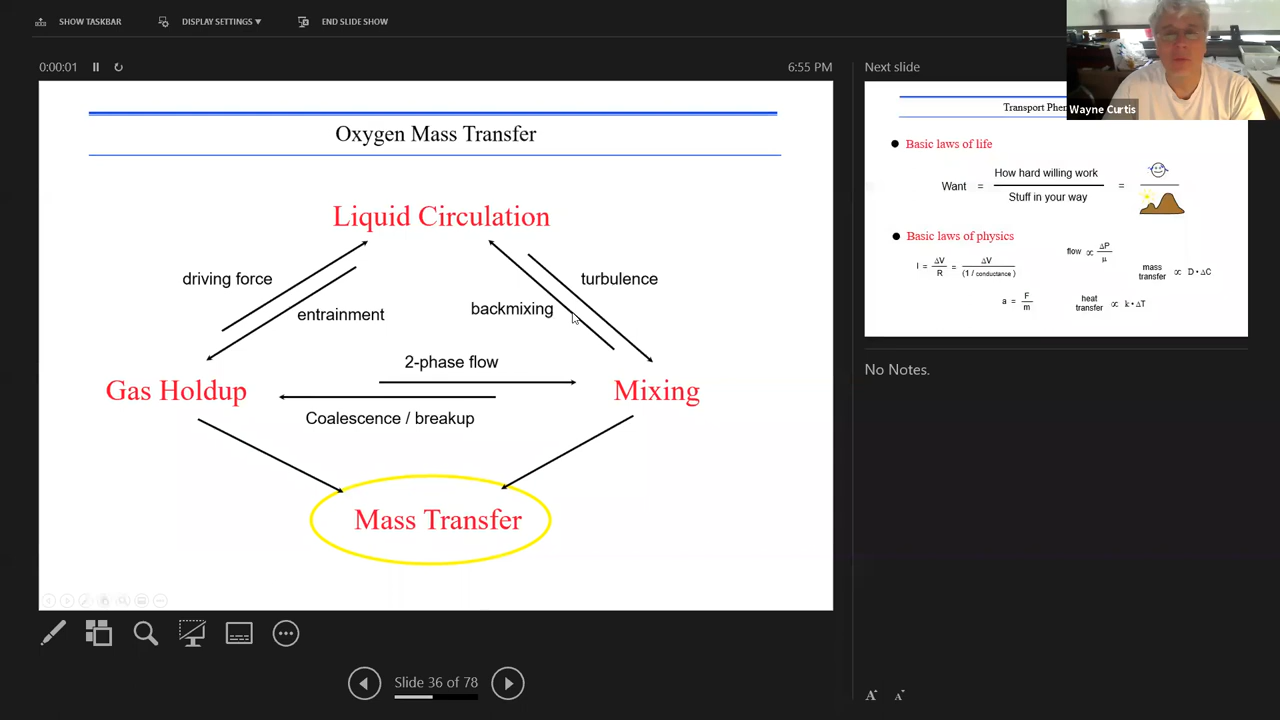 SHOW TASKBAR
DISPLAY SETTINGS ▼
END SLIDE SHOW
0:00:01
6:55 PM
Oxygen Mass Transfer
Liquid Circulation
driving force
turbulence
entrainment
backmixing
2-phase flow
Gas Holdup
Mixing
Coalescence / breakup
Mass Transfer
Slide 36 of 78
Next slide
Wayne Curtis
Basic laws of life
Want = How hard willing work / Stuff in your way =
Basic laws of physics
I = ΔV / R = ΔV / (1 / conductance)
flow ∝ ΔP / μ
mass transfer ∝ D • ΔC
a = F / m
heat transfer ∝ k • ΔT
No Notes.
A A